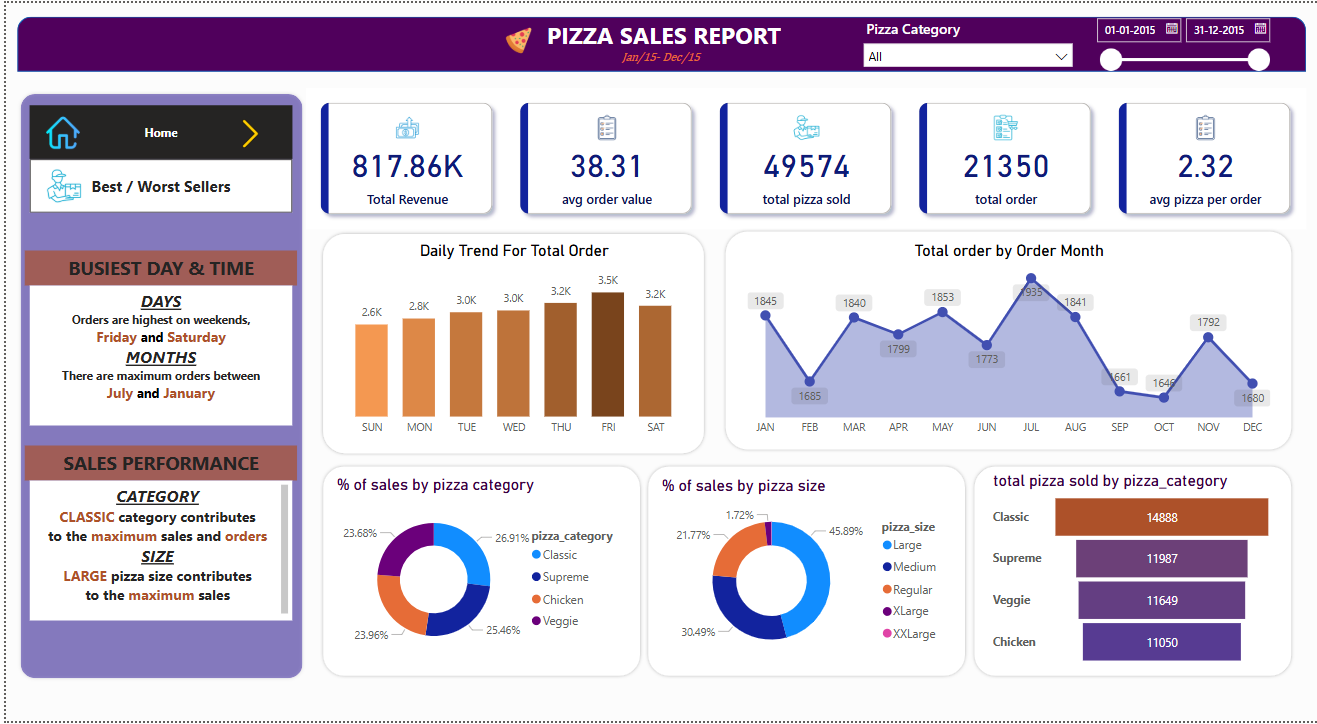 PIZZA SALES REPORT
Jan/15- Dec/15
Pizza Category
All
01-01-2015
31-12-2015
Home
Best / Worst Sellers
BUSIEST DAY & TIME
DAYS
Orders are highest on weekends,
Friday and Saturday
MONTHS
There are maximum orders between
July and January
SALES PERFORMANCE
CATEGORY
CLASSIC category contributes
to the maximum sales and orders
SIZE
LARGE pizza size contributes
to the maximum sales
817.86K
Total Revenue
38.31
avg order value
49574
total pizza sold
21350
total order
2.32
avg pizza per order
Daily Trend For Total Order
2.6K
2.8K
3.0K
3.0K
3.2K
3.5K
3.2K
SUN MON TUE WED THU FRI SAT
Total order by Order Month
1845
1685
1840
1799
1853
1773
1935
1841
1661
1646
1792
1680
JAN FEB MAR APR MAY JUN JUL AUG SEP OCT NOV DEC
% of sales by pizza category
23.68%
26.91%
23.96%
25.46%
pizza_category
Classic
Supreme
Chicken
Veggie
% of sales by pizza size
1.72%
21.77%
45.89%
30.49%
pizza_size
Large
Medium
Regular
XLarge
XXLarge
total pizza sold by pizza_category
Classic 14888
Supreme 11987
Veggie 11649
Chicken 11050